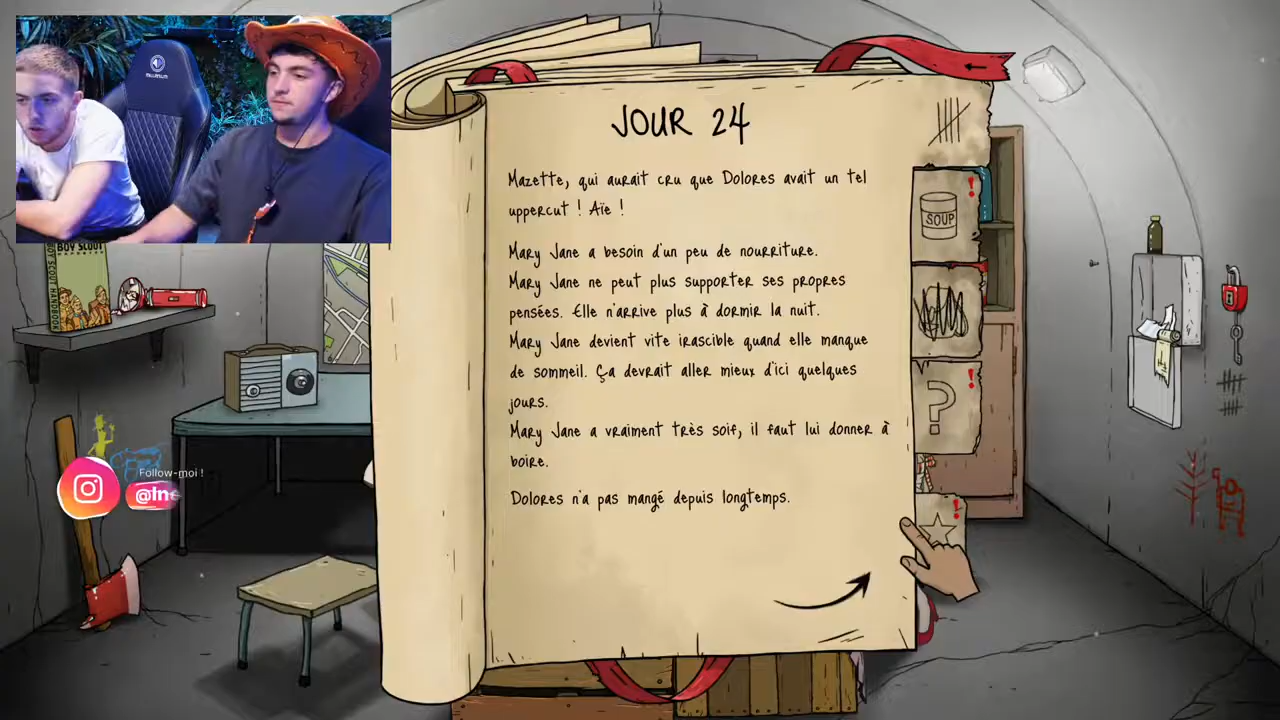 JOUR 24
Mazette, qui aurait cru que Dolores avait un tel
uppercut ! Aïe !
Mary Jane a besoin d'un peu de nourriture.
Mary Jane ne peut plus supporter ses propres
pensées. Elle n'arrive plus à dormir la nuit.
Mary Jane devient vite irascible quand elle manque
de sommeil. Ça devrait aller mieux d'ici quelques
jours.
Mary Jane a vraiment très soif, il faut lui donner à
boire.
Dolores n'a pas mangé depuis longtemps.
SOUP
!
?
!
!
BOY SCOUT
BOY SCOUT HANDBOOK
Follow-moi !